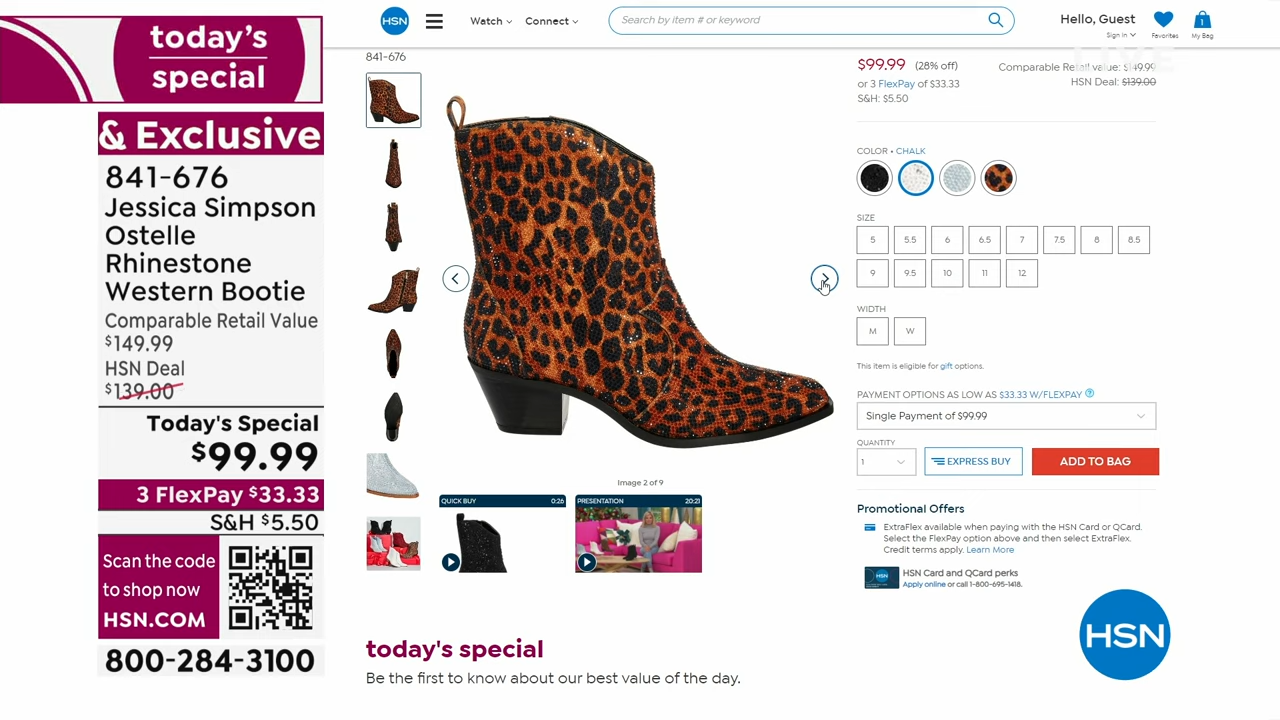 today's
special
& Exclusive
841-676
Jessica Simpson
Ostelle
Rhinestone
Western Bootie
Comparable Retail Value
$149.99
HSN Deal
$139.00
Today's Special
$99.99
3 FlexPay $33.33
S&H $5.50
Scan the code
to shop now
HSN.COM
800-284-3100
HSN
Watch
Connect
Search by item # or keyword
Hello, Guest
Sign In
Favorites
1
My Bag
LIVE
841-676
$99.99 (28% off)
Comparable Retail value: $149.99
or 3 FlexPay of $33.33
HSN Deal: $139.00
S&H: $5.50
COLOR • CHALK
SIZE
5 5.5 6 6.5 7 7.5 8 8.5
9 9.5 10 11 12
WIDTH
M W
This item is eligible for gift options.
PAYMENT OPTIONS AS LOW AS $33.33 W/FLEXPAY
Single Payment of $99.99
QUANTITY
1
EXPRESS BUY
ADD TO BAG
Image 2 of 9
QUICK BUY 0:26
PRESENTATION 20:21
Promotional Offers
ExtraFlex available when paying with the HSN Card or QCard.
Select the FlexPay option above and then select ExtraFlex.
Credit terms apply. Learn More
HSN
HSN Card and QCard perks
Apply online or call 1-800-695-1418.
HSN
today's special
Be the first to know about our best value of the day.